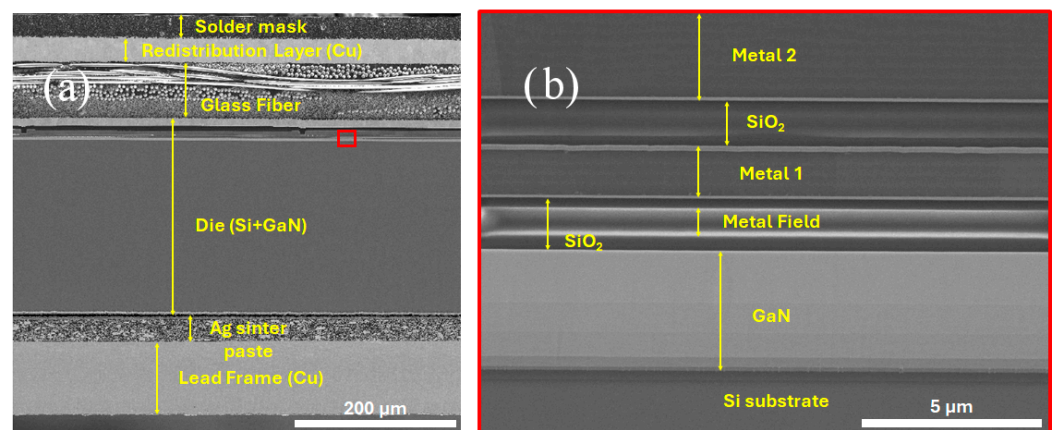 (a)
Solder mask
Redistribution Layer (Cu)
Glass Fiber
Die (Si+GaN)
Ag sinter
paste
Lead Frame (Cu)
200 µm
(b)
Metal 2
SiO₂
Metal 1
Metal Field
SiO₂
GaN
Si substrate
5 µm